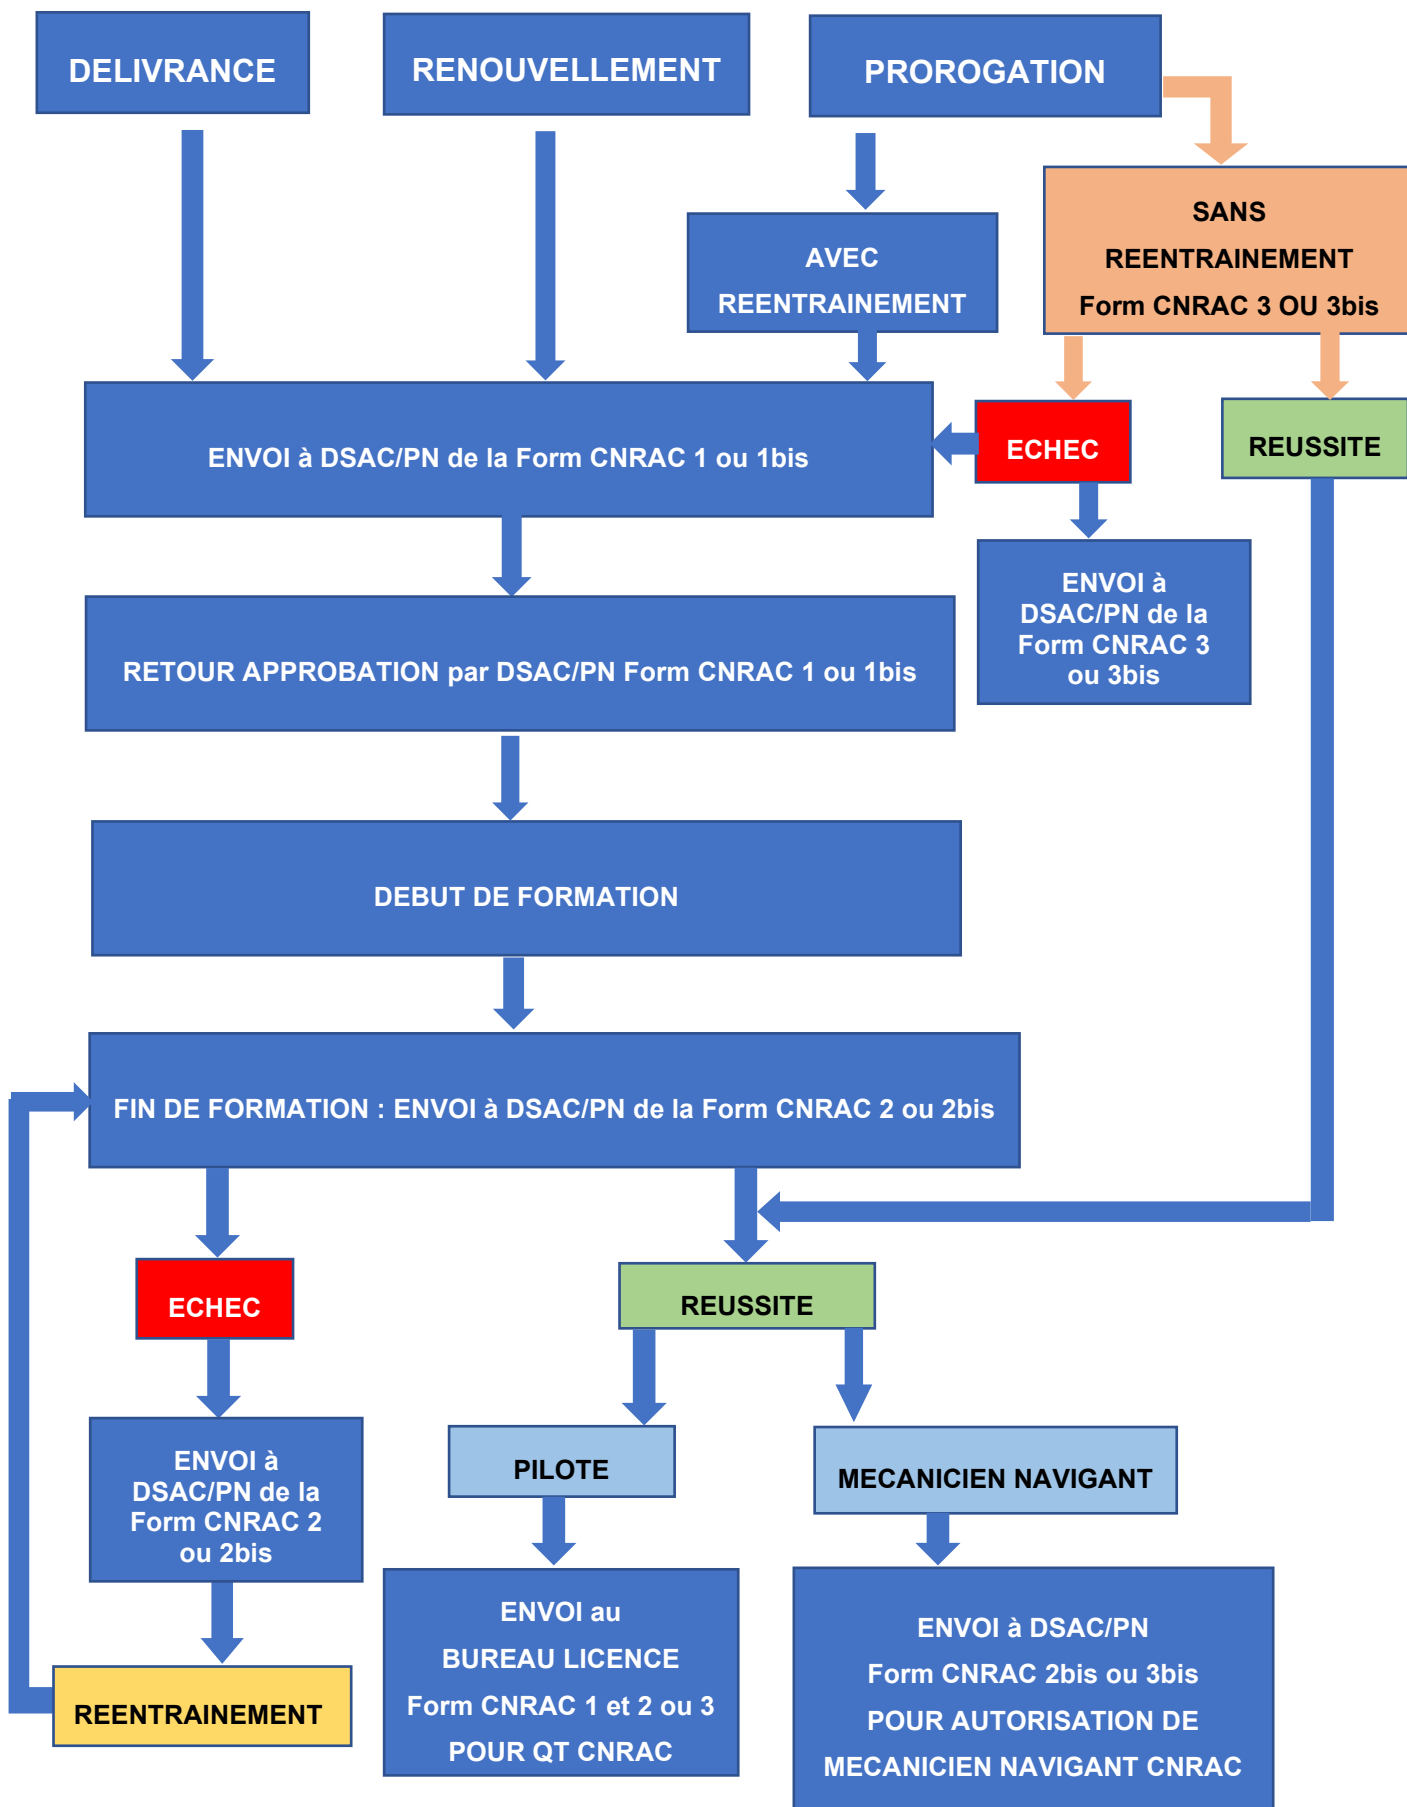 DELIVRANCE
RENOUVELLEMENT
PROROGATION
AVEC
REENTRAINEMENT
SANS
REENTRAINEMENT
Form CNRAC 3 OU 3bis
ENVOI à DSAC/PN de la Form CNRAC 1 ou 1bis
ECHEC
REUSSITE
ENVOI à
DSAC/PN de la
Form CNRAC 3
ou 3bis
RETOUR APPROBATION par DSAC/PN Form CNRAC 1 ou 1bis
DEBUT DE FORMATION
FIN DE FORMATION : ENVOI à DSAC/PN de la Form CNRAC 2 ou 2bis
ECHEC
REUSSITE
ENVOI à
DSAC/PN de la
Form CNRAC 2
ou 2bis
REENTRAINEMENT
PILOTE
MECANICIEN NAVIGANT
ENVOI au
BUREAU LICENCE
Form CNRAC 1 et 2 ou 3
POUR QT CNRAC
ENVOI à DSAC/PN
Form CNRAC 2bis ou 3bis
POUR AUTORISATION DE
MECANICIEN NAVIGANT CNRAC